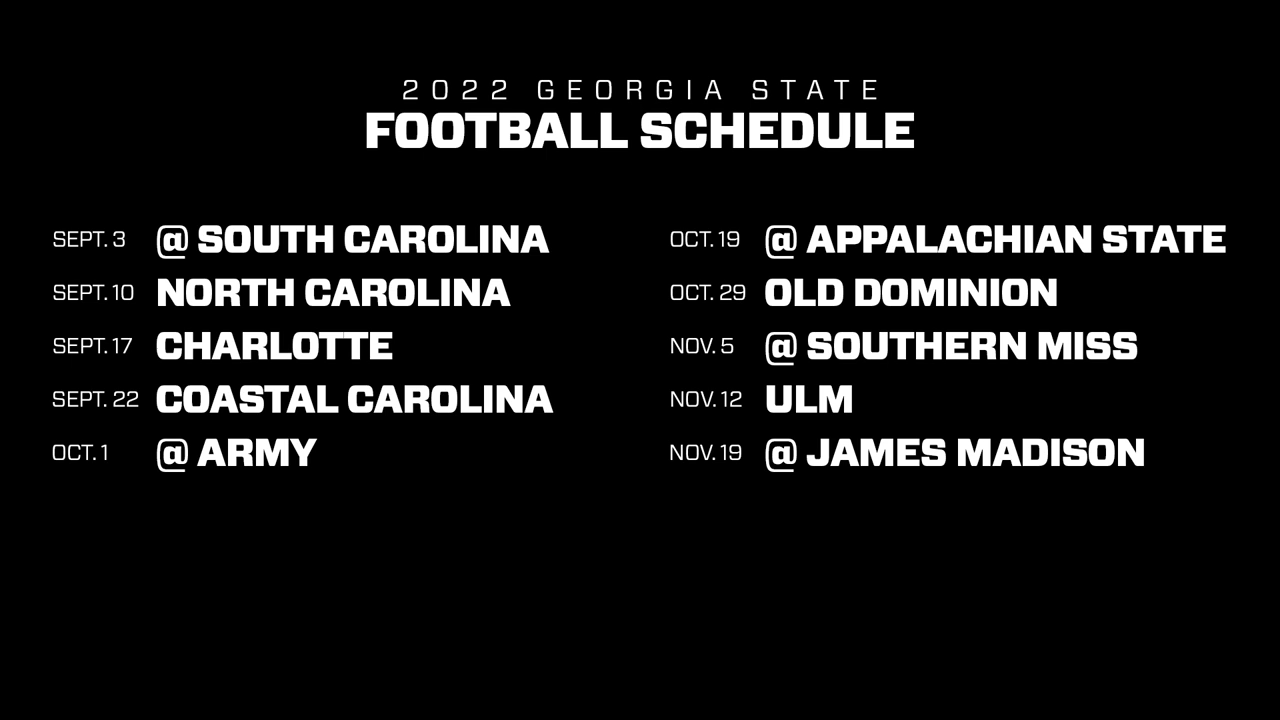 2022 GEORGIA STATE
FOOTBALL SCHEDULE
SEPT. 3 @ SOUTH CAROLINA
SEPT. 10 NORTH CAROLINA
SEPT. 17 CHARLOTTE
SEPT. 22 COASTAL CAROLINA
OCT. 1 @ ARMY
OCT. 19 @ APPALACHIAN STATE
OCT. 29 OLD DOMINION
NOV. 5 @ SOUTHERN MISS
NOV. 12 ULM
NOV. 19 @ JAMES MADISON